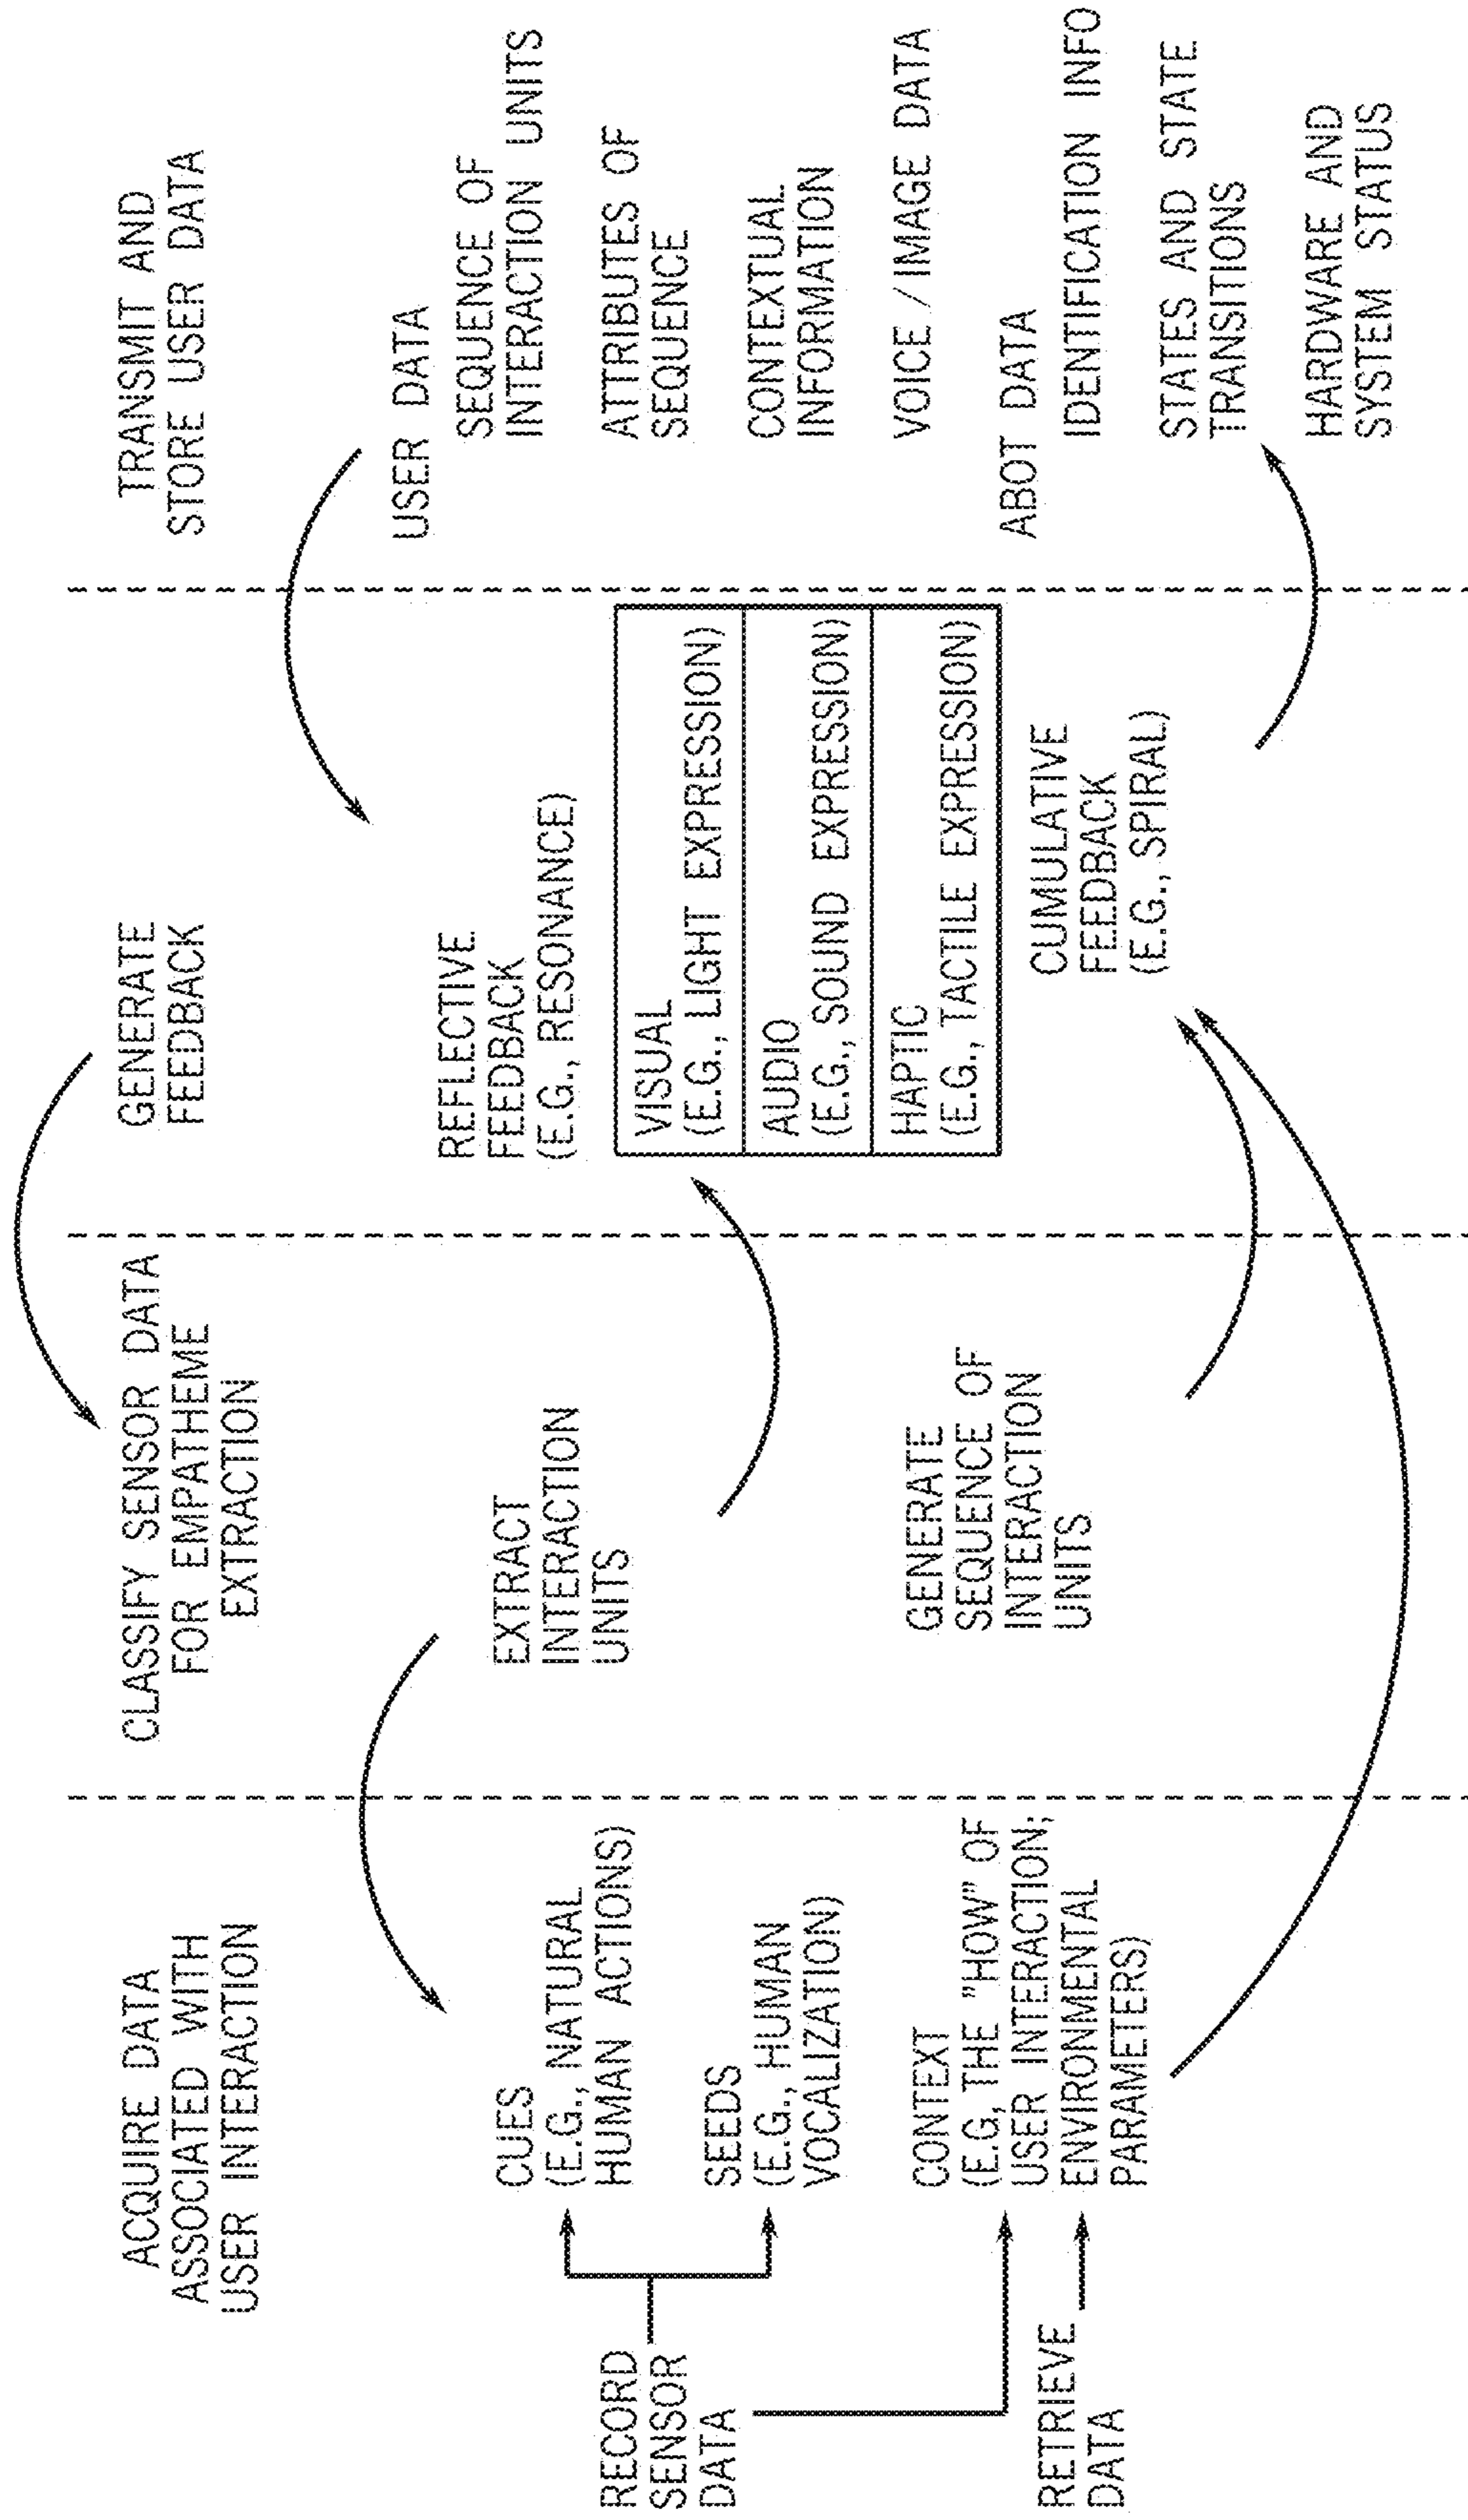 ACQUIRE DATA
ASSOCIATED WITH
USER INTERACTION
RECORD
SENSOR
DATA
RETRIEVE
DATA
CUES
(E.G., NATURAL
HUMAN ACTIONS)
SEEDS
(E.G., HUMAN
VOCALIZATION)
CONTEXT
(E.G, THE "HOW" OF
USER INTERACTION;
ENVIRONMENTAL
PARAMETERS)
CLASSIFY SENSOR DATA
FOR EMPATHEME
EXTRACTION
EXTRACT
INTERACTION
UNITS
GENERATE
SEQUENCE OF
INTERACTION
UNITS
GENERATE
FEEDBACK
REFLECTIVE
FEEDBACK
(E.G., RESONANCE)
VISUAL
(E.G., LIGHT EXPRESSION)
AUDIO
(E.G., SOUND EXPRESSION)
HAPTIC
(E.G., TACTILE EXPRESSION)
CUMULATIVE
FEEDBACK
(E.G., SPIRAL)
TRANSMIT AND
STORE USER DATA
USER DATA
SEQUENCE OF
INTERACTION UNITS
ATTRIBUTES OF
SEQUENCE
CONTEXTUAL
INFORMATION
VOICE/IMAGE DATA
ABOT DATA
IDENTIFICATION INFO
STATES AND STATE
TRANSITIONS
HARDWARE AND
SYSTEM STATUS